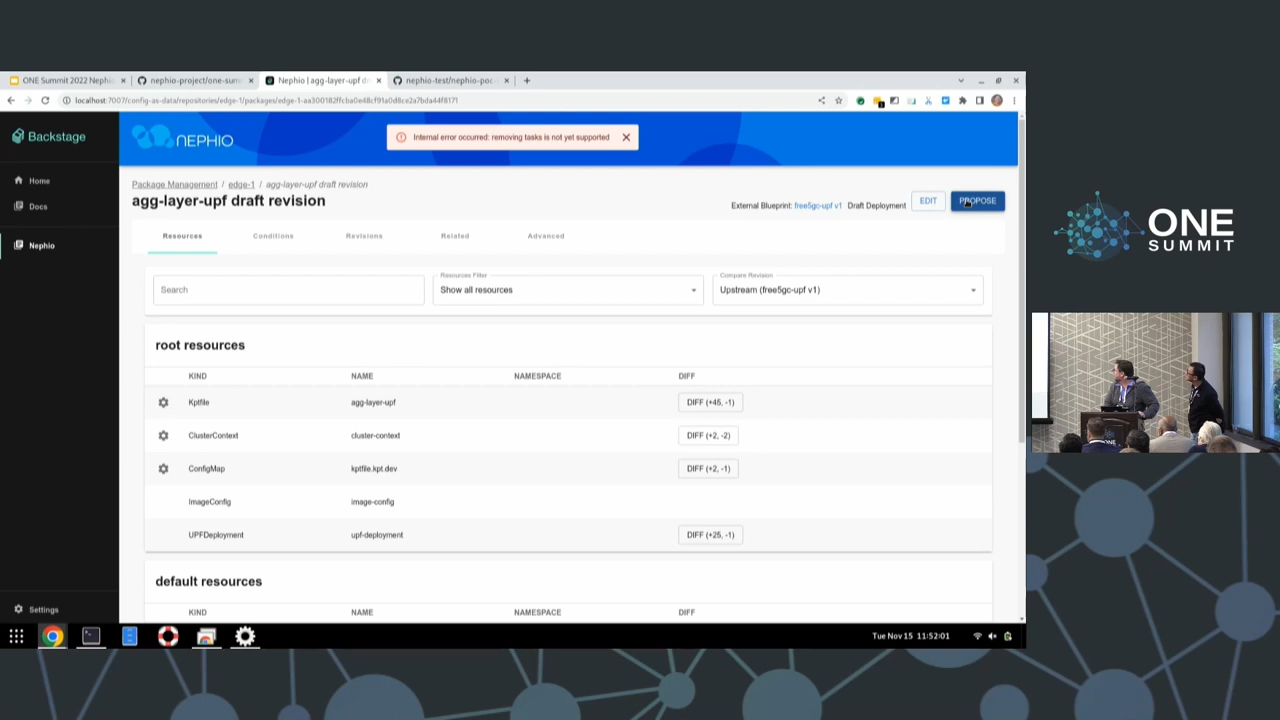 ONE Summit 2022 Nephi
nephio-project/one-sum
Nephio | agg-layer-upf dr
nephio-test/nephio-poc
localhost:7007/config-as-data/repositories/edge-1/packages/edge-1-aa300182ffcba0e48cf91a0d8ce2a7bda44f8171
Backstage
NEPHIO
Internal error occurred: removing tasks is not yet supported
Home
Docs
Nephio
Settings
Package Management / edge-1 / agg-layer-upf draft revision
agg-layer-upf draft revision
External Blueprint: free5gc-upf v1 Draft Deployment EDIT PROPOSE
Resources Conditions Revisions Related Advanced
Search
Resources Filter
Show all resources
Compare Revision
Upstream (free5gc-upf v1)
root resources
KIND NAME NAMESPACE DIFF
Kptfile agg-layer-upf DIFF (+45, -1)
ClusterContext cluster-context DIFF (+2, -2)
ConfigMap kptfile.kpt.dev DIFF (+2, -1)
ImageConfig image-config
UPFDeployment upf-deployment DIFF (+25, -1)
default resources
KIND NAME NAMESPACE DIFF
Tue Nov 15 11:52:01
ONE
SUMMIT
ONE